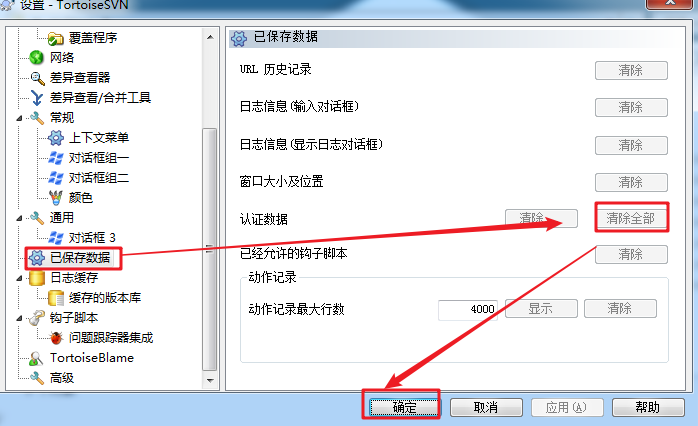 设置 - TortoiseSVN
覆盖程序
网络
差异查看器
差异查看/合并工具
常规
上下文菜单
对话框组一
对话框组二
颜色
通用
对话框 3
已保存数据
日志缓存
缓存的版本库
钩子脚本
问题跟踪器集成
TortoiseBlame
高级
已保存数据
URL 历史记录 清除
日志信息(输入对话框) 清除
日志信息(显示日志对话框) 清除
窗口大小及位置 清除
认证数据 清除 清除全部
已经允许的钩子脚本 清除
动作记录
动作记录最大行数 4000 显示 清除
确定 取消 应用(A) 帮助